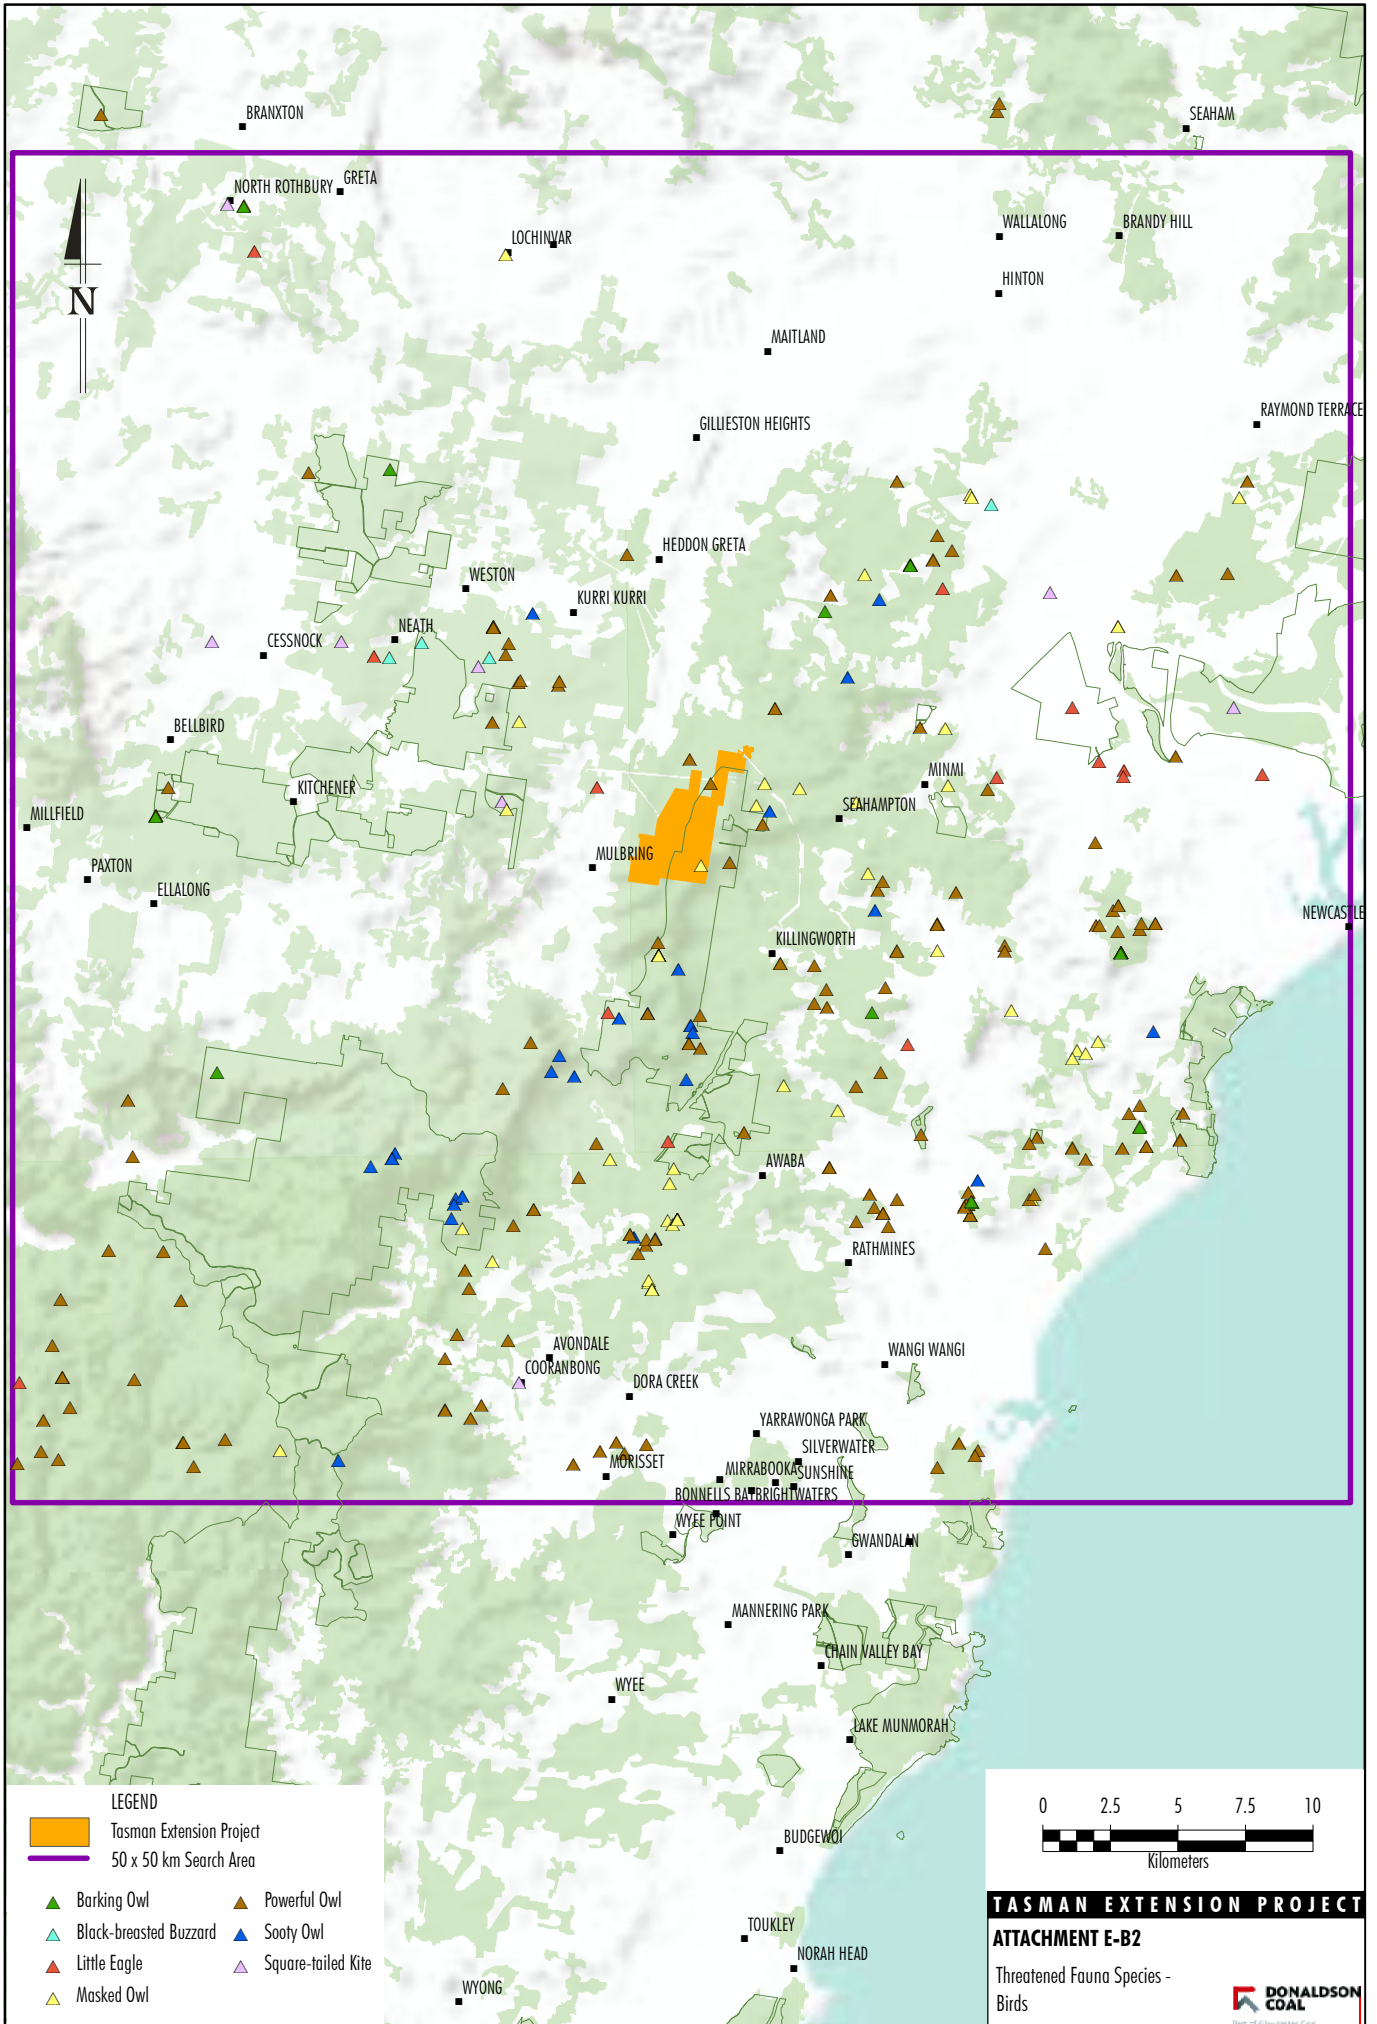 BRANXTON
SEAHAM
NORTH ROTHBURY
GRETA
LOCHINVAR
WALLALONG
BRANDY HILL
N
HINTON
MAITLAND
GILLIESTON HEIGHTS
RAYMOND TERRACE
HEDDON GRETA
WESTON
KURRI KURRI
NEATH
CESSNOCK
BELLBIRD
KITCHENER
MINMI
MILLFIELD
SEAHAMPTON
MULBRING
PAXTON
ELLALONG
NEWCASTLE
KILLINGWORTH
AWABA
RATHMINES
AVONDALE
WANGI WANGI
COORANBONG
DORA CREEK
YARRAWONGA PARK
SILVERWATER
MORISSET
MIRRABOOKA
SUNSHINE
BONNELLS BAY
BRIGHTWATERS
WYEE POINT
GWANDALAN
MANNERING PARK
CHAIN VALLEY BAY
WYEE
LAKE MUNMORAH
BUDGEWOI
TOUKLEY
NORAH HEAD
WYONG
LEGEND
Tasman Extension Project
50 x 50 km Search Area
Barking Owl
Powerful Owl
Black-breasted Buzzard
Sooty Owl
Little Eagle
Square-tailed Kite
Masked Owl
0 2.5 5 7.5 10
Kilometers
TASMAN EXTENSION PROJECT
ATTACHMENT E-B2
Threatened Fauna Species -
Birds
DONALDSON
COAL